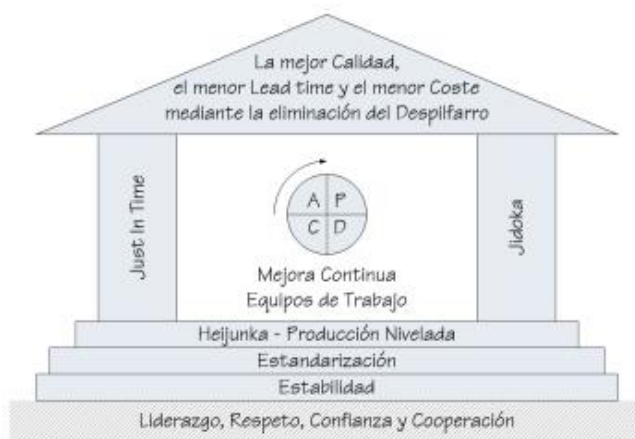 La mejor Calidad,
el menor Lead time y el menor Coste
mediante la eliminación del Despilfarro
Just In Time
A P
C D
Mejora Continua
Equipos de Trabajo
Jidoka
Heijunka - Producción Nivelada
Estandarización
Estabilidad
Liderazgo, Respeto, Confianza y Cooperación